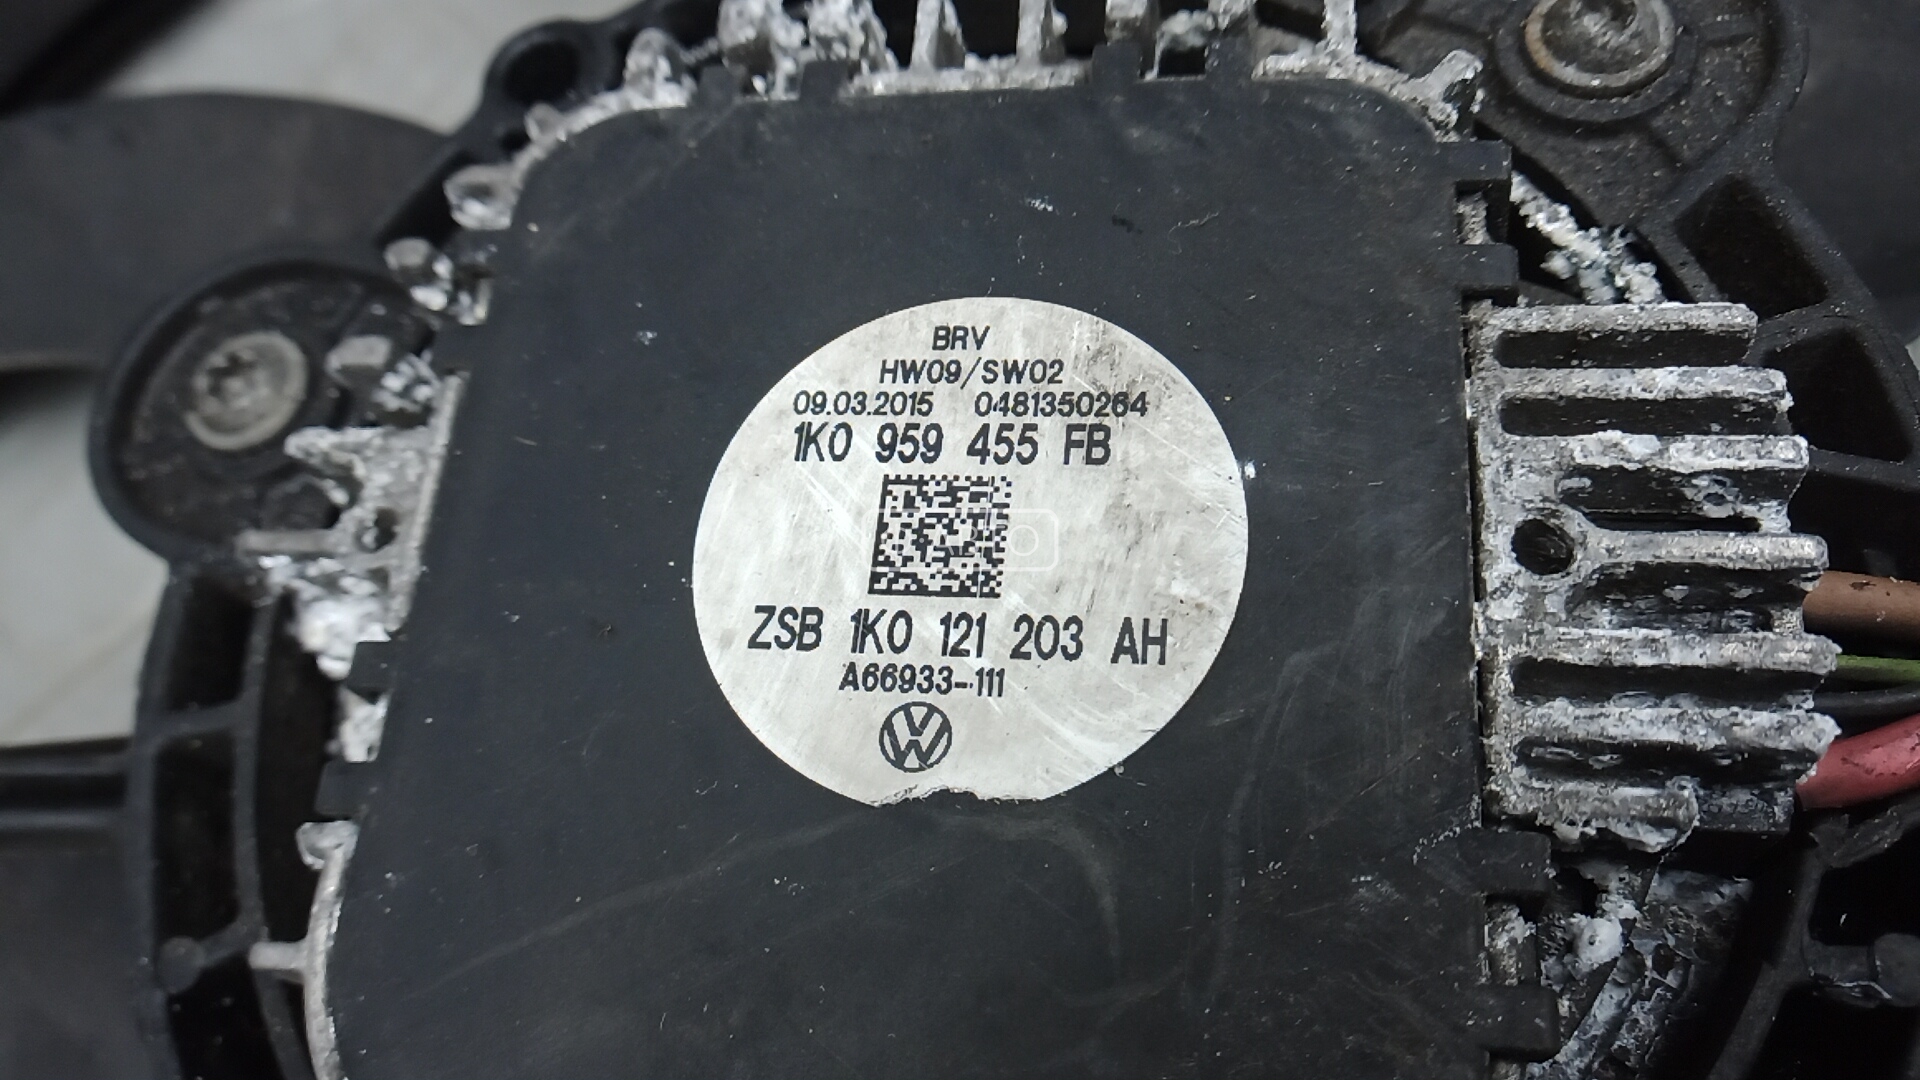 BRV
HW09/SW02
09.03.2015 0481350264
1K0 959 455 FB
ZSB 1K0 121 203 AH
A66933-111